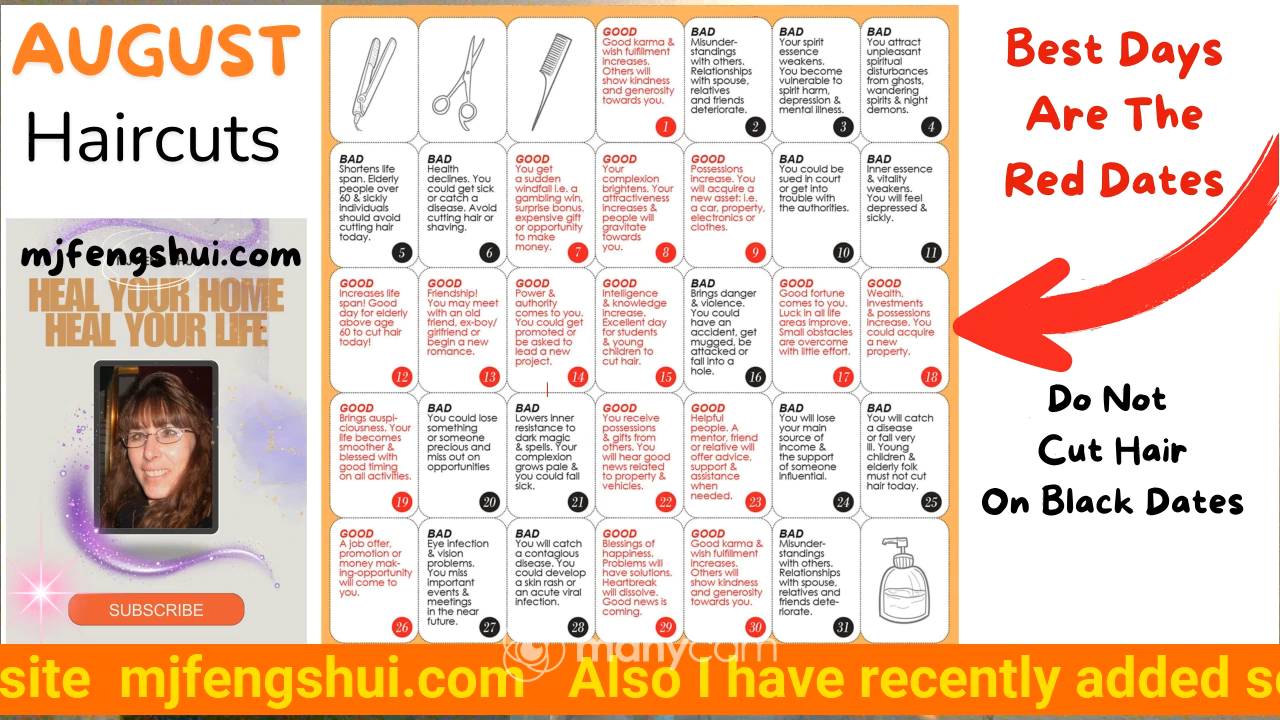 AUGUST
Haircuts
mjfengshui.com
HEAL YOUR HOME
HEAL YOUR LIFE
SUBSCRIBE
GOOD
Good karma &
wish fulfillment
increases.
Others will
show kindness
and generosity
towards you.
1
BAD
Misunder-
standings
with others.
Relationships
with spouse,
relatives
and friends
deteriorate.
2
BAD
Your spirit
essence
weakens.
You become
vulnerable to
spirit harm,
depression &
mental illness.
3
BAD
You attract
unpleasant
spiritual
disturbances
from ghosts,
wandering
spirits & night
demons.
4
BAD
Shortens life
span. Elderly
people over
60 & sickly
individuals
should avoid
cutting hair
today.
5
BAD
Health
declines. You
could get sick
or catch a
disease. Avoid
cutting hair or
shaving.
6
GOOD
You get
a sudden
windfall i.e. a
gambling win,
surprise bonus,
expensive gift
or opportunity
to make
money.
7
GOOD
Your
complexion
brightens. Your
attractiveness
increases &
people will
gravitate
towards
you.
8
GOOD
Possessions
increase. You
will acquire a
new asset: i.e.
a car, property,
electronics or
clothes.
9
BAD
You could be
sued in court
or get into
trouble with
the authorities.
10
BAD
Inner essence
& vitality
weakens.
You will feel
depressed &
sickly.
11
GOOD
Increases life
span! Good
day for elderly
above age
60 to cut hair
today!
12
GOOD
Friendship!
You may meet
with an old
friend, ex-boy/
girlfriend or
begin a new
romance.
13
GOOD
Power &
authority
comes to you.
You could get
promoted or
be asked to
lead a new
project.
14
GOOD
Intelligence
& knowledge
increase.
Excellent day
for students
& young
children to
cut hair.
15
BAD
Brings danger
& violence.
You could
have an
accident, get
mugged, be
attacked or
fall into a
hole.
16
GOOD
Good fortune
comes to you.
Luck in all life
areas improve.
Small obstacles
are overcome
with little effort.
17
GOOD
Wealth,
investments
& possessions
increase. You
could acquire
a new
property.
18
GOOD
Brings auspi-
ciousness. Your
life becomes
smoother &
blessed with
good timing
on all activities.
19
BAD
You could lose
something
or someone
precious and
miss out on
opportunities
20
BAD
Lowers inner
resistance to
dark magic
& spells. Your
complexion
grows pale &
you could fall
sick.
21
GOOD
You receive
possessions
& gifts from
others. You
will hear good
news related
to property &
vehicles.
22
GOOD
Helpful
people. A
mentor, friend
or relative will
offer advice,
support &
assistance
when
needed.
23
BAD
You will lose
your main
source of
income &
the support
of someone
influential.
24
BAD
You will catch
a disease
or fall very
ill. Young
children &
elderly folk
must not cut
hair today.
25
GOOD
A job offer,
promotion or
money mak-
ing-opportunity
will come to
you.
26
BAD
Eye infection
& vision
problems.
You miss
important
events &
meetings
in the near
future.
27
BAD
You will catch
a contagious
disease. You
could develop
a skin rash or
an acute viral
infection.
28
GOOD
Blessings of
happiness.
Problems will
have solutions.
Heartbreak
will dissolve.
Good news is
coming.
29
GOOD
Good karma &
wish fulfillment
increases.
Others will
show kindness
and generosity
towards you.
30
BAD
Misunder-
standings
with others.
Relationships
with spouse,
relatives and
friends dete-
riorate.
31
Best Days
Are The
Red Dates
Do Not
Cut Hair
On Black Dates
manycam
site mjfengshui.com Also I have recently added